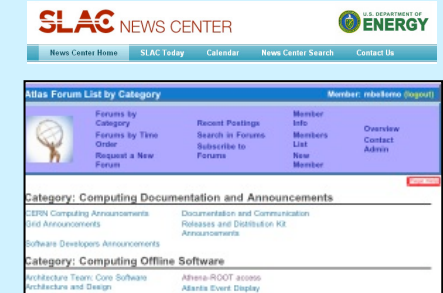 SLAC NEWS CENTER
U.S. DEPARTMENT OF
ENERGY
News Center Home SLAC Today Calendar News Center Search Contact Us
Atlas Forum List by Category Member: mbellomo (logout)
Forums by
Category
Forums by Time
Order
Request a New
Forum
Recent Postings
Search in Forums
Subscribe to
Forums
Member
Info
Members
List
New
Member
Overview
Contact
Admin
Category: Computing Documentation and Announcements
CERN Computing Announcements Documentation and Communication
Grid Announcements Releases and Distribution Kit
Announcements
Software Developers Announcements
Category: Computing Offline Software
Architecture Team: Core Software Athena-ROOT access
Architecture and Design Atlantis Event Display